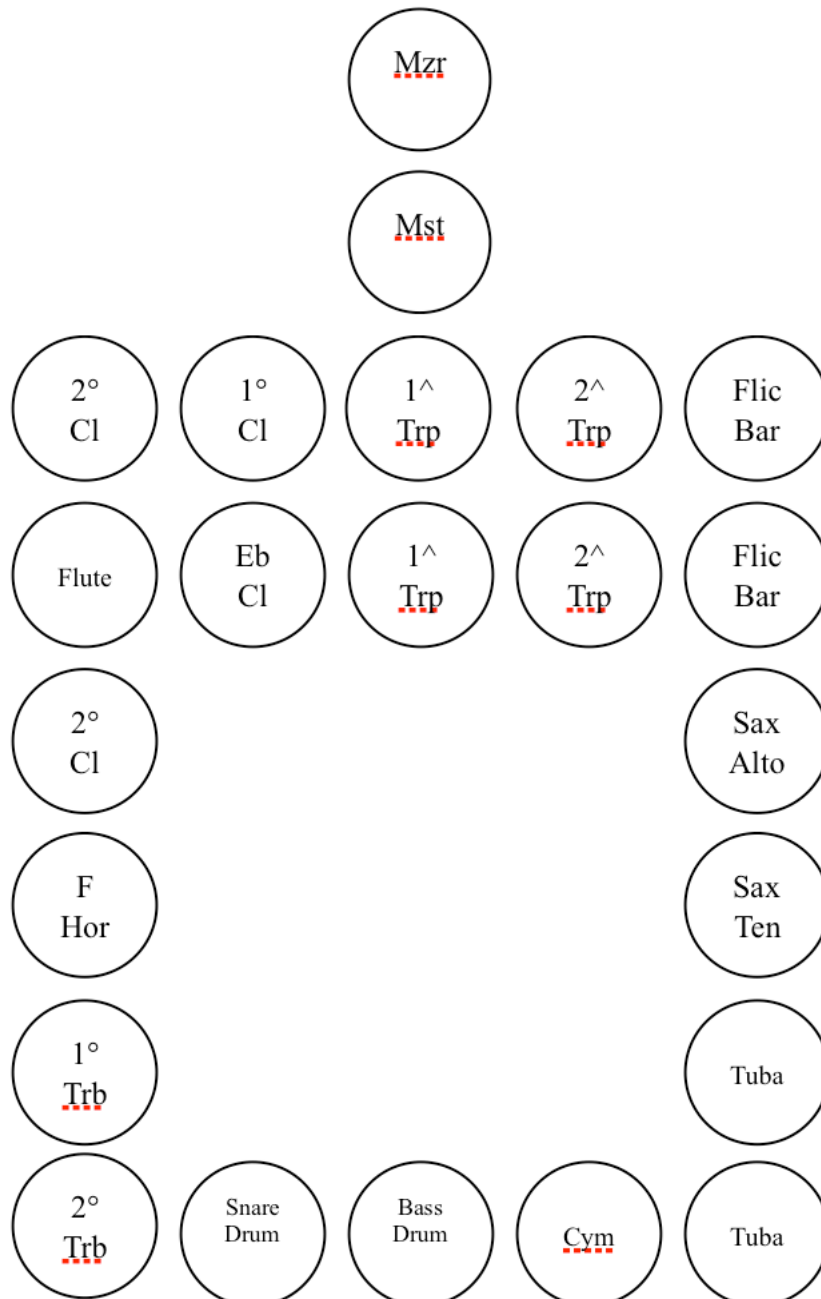 Mzr
Mst
2°
Cl
1°
Cl
1^
Trp
2^
Trp
Flic
Bar
Flute
Eb
Cl
1^
Trp
2^
Trp
Flic
Bar
2°
Cl
Sax
Alto
F
Hor
Sax
Ten
1°
Trb
Tuba
2°
Trb
Snare
Drum
Bass
Drum
Cym
Tuba